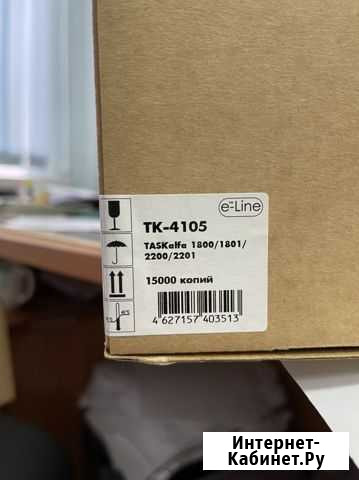 e-Line
TK-4105
TASKalfa 1800/1801/
2200/2201
15000 копий
4 627157 403513
Интернет-
Кабинет.Ру